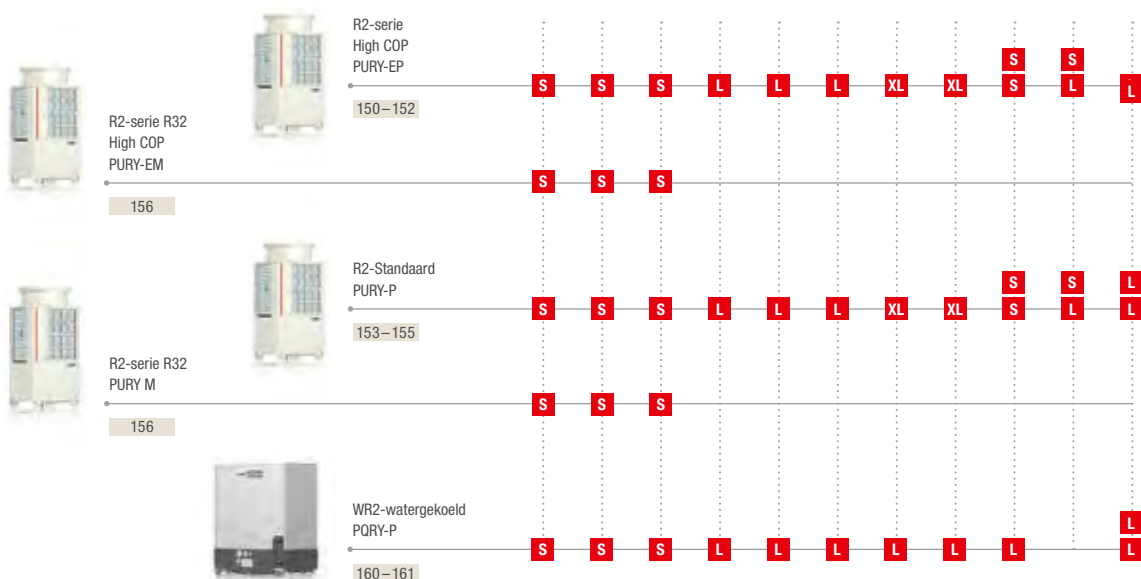 R2-serie
High COP
PURY-EP
150–152
S S
S S S L L L XL XL S L L
R2-serie R32
High COP
PURY-EM
156
S S S
R2-Standaard
PURY-P
153–155
S S L
S S S L L L XL XL S L L
R2-serie R32
PURY M
156
S S S
WR2-watergekoeld
PQRY-P
160–161
L
S S S L L L L L L L